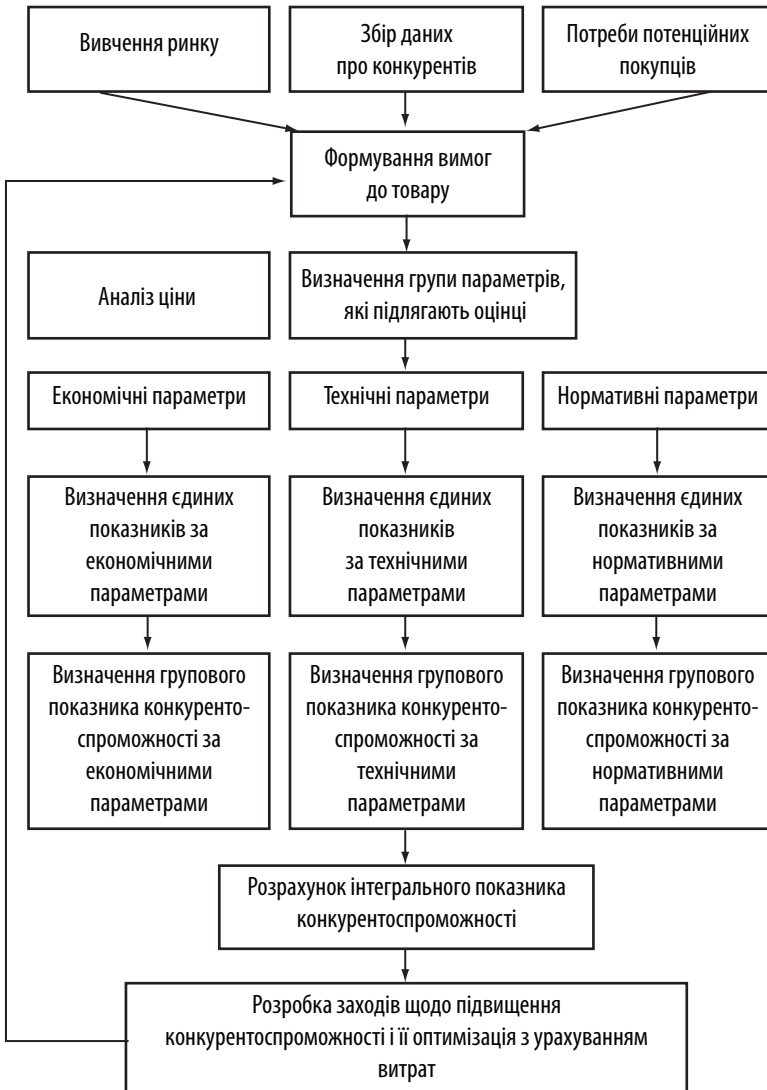 Вивчення ринку
Збір даних
про конкурентів
Потреби потенційних
покупців
Формування вимог
до товару
Аналіз ціни
Визначення групи параметрів,
які підлягають оцінці
Економічні параметри
Технічні параметри
Нормативні параметри
Визначення єдиних
показників за
економічними
параметрами
Визначення єдиних
показників
за технічними
параметрами
Визначення єдиних
показників за
нормативними
параметрами
Визначення групового
показника конкуренто-
спроможності за
економічними
параметрами
Визначення групового
показника конкуренто-
спроможності за
технічними
параметрами
Визначення групового
показника конкуренто-
спроможності за
нормативними
параметрами
Розрахунок інтегрального показника
конкурентоспроможності
Розробка заходів щодо підвищення
конкурентоспроможності і її оптимізація з урахуванням
витрат